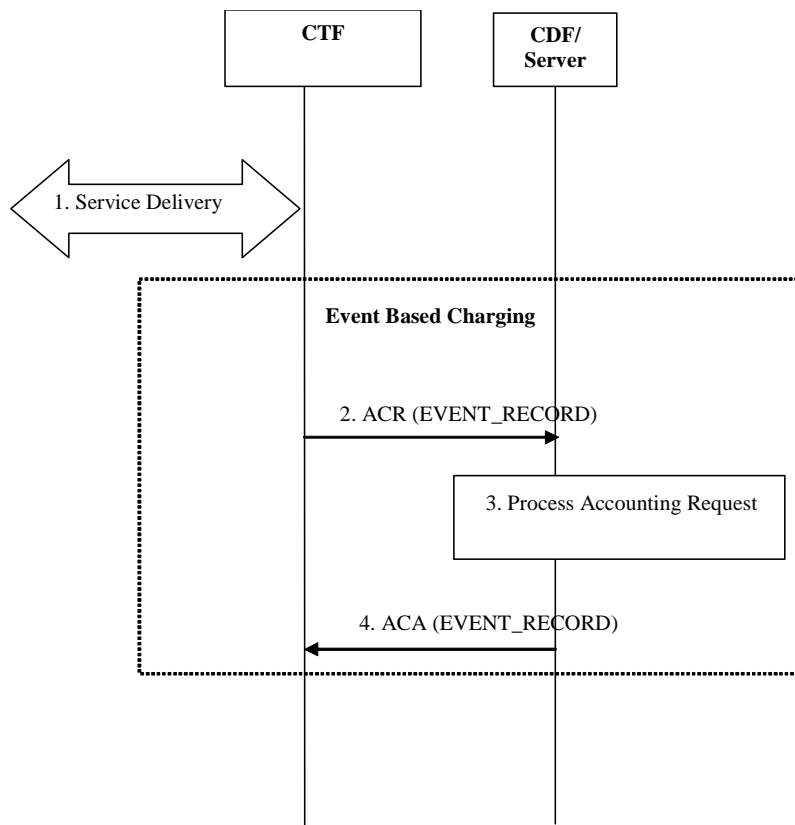 CTF
CDF/
Server
1. Service Delivery
Event Based Charging
2. ACR (EVENT_RECORD)
3. Process Accounting Request
4. ACA (EVENT_RECORD)